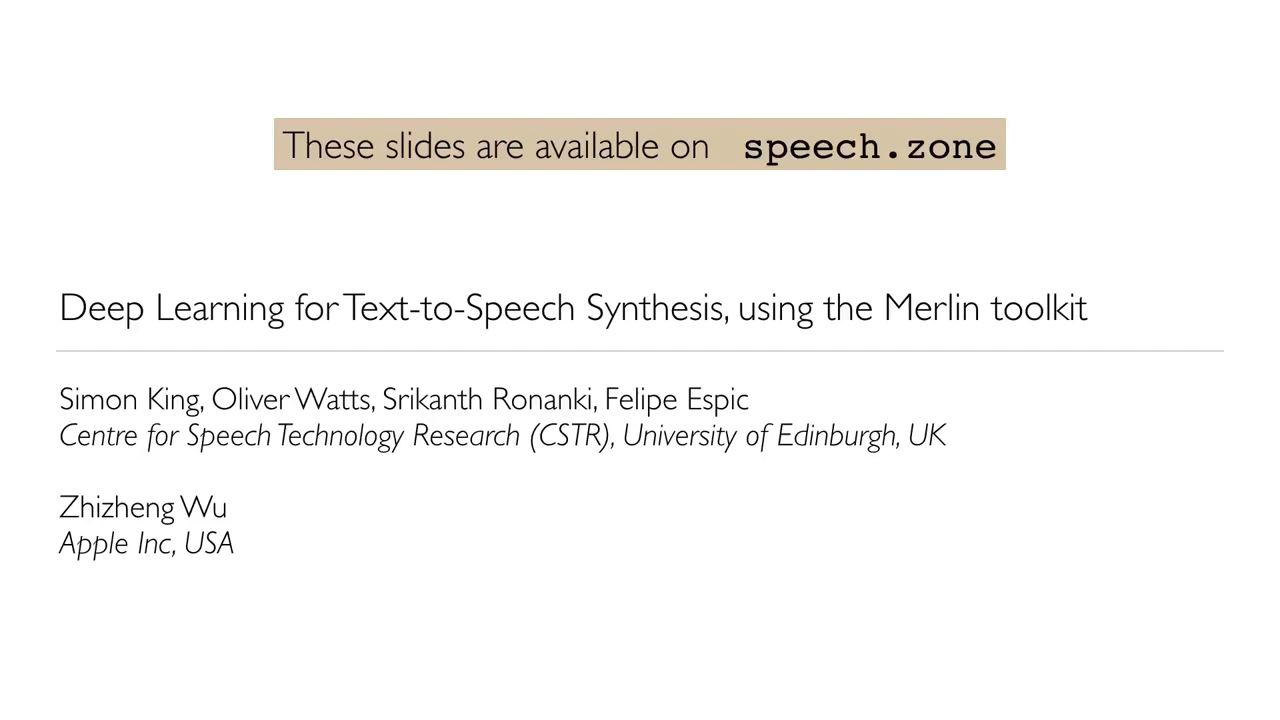 These slides are available on speech.zone
Deep Learning for Text-to-Speech Synthesis, using the Merlin toolkit
Simon King, Oliver Watts, Srikanth Ronanki, Felipe Espic
Centre for Speech Technology Research (CSTR), University of Edinburgh, UK
Zhizheng Wu
Apple Inc, USA